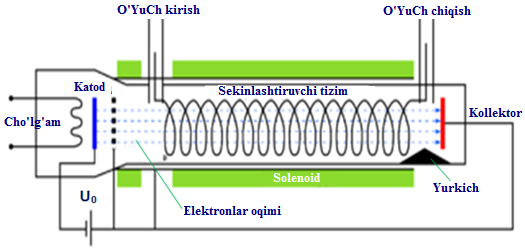 O'YuCh kirish
O'YuCh chiqish
Katod
Sekinlashtiruvchi tizim
Cho'lg'am
Kollektor
Solenoid
Yurkich
U₀
Elektronlar oqimi